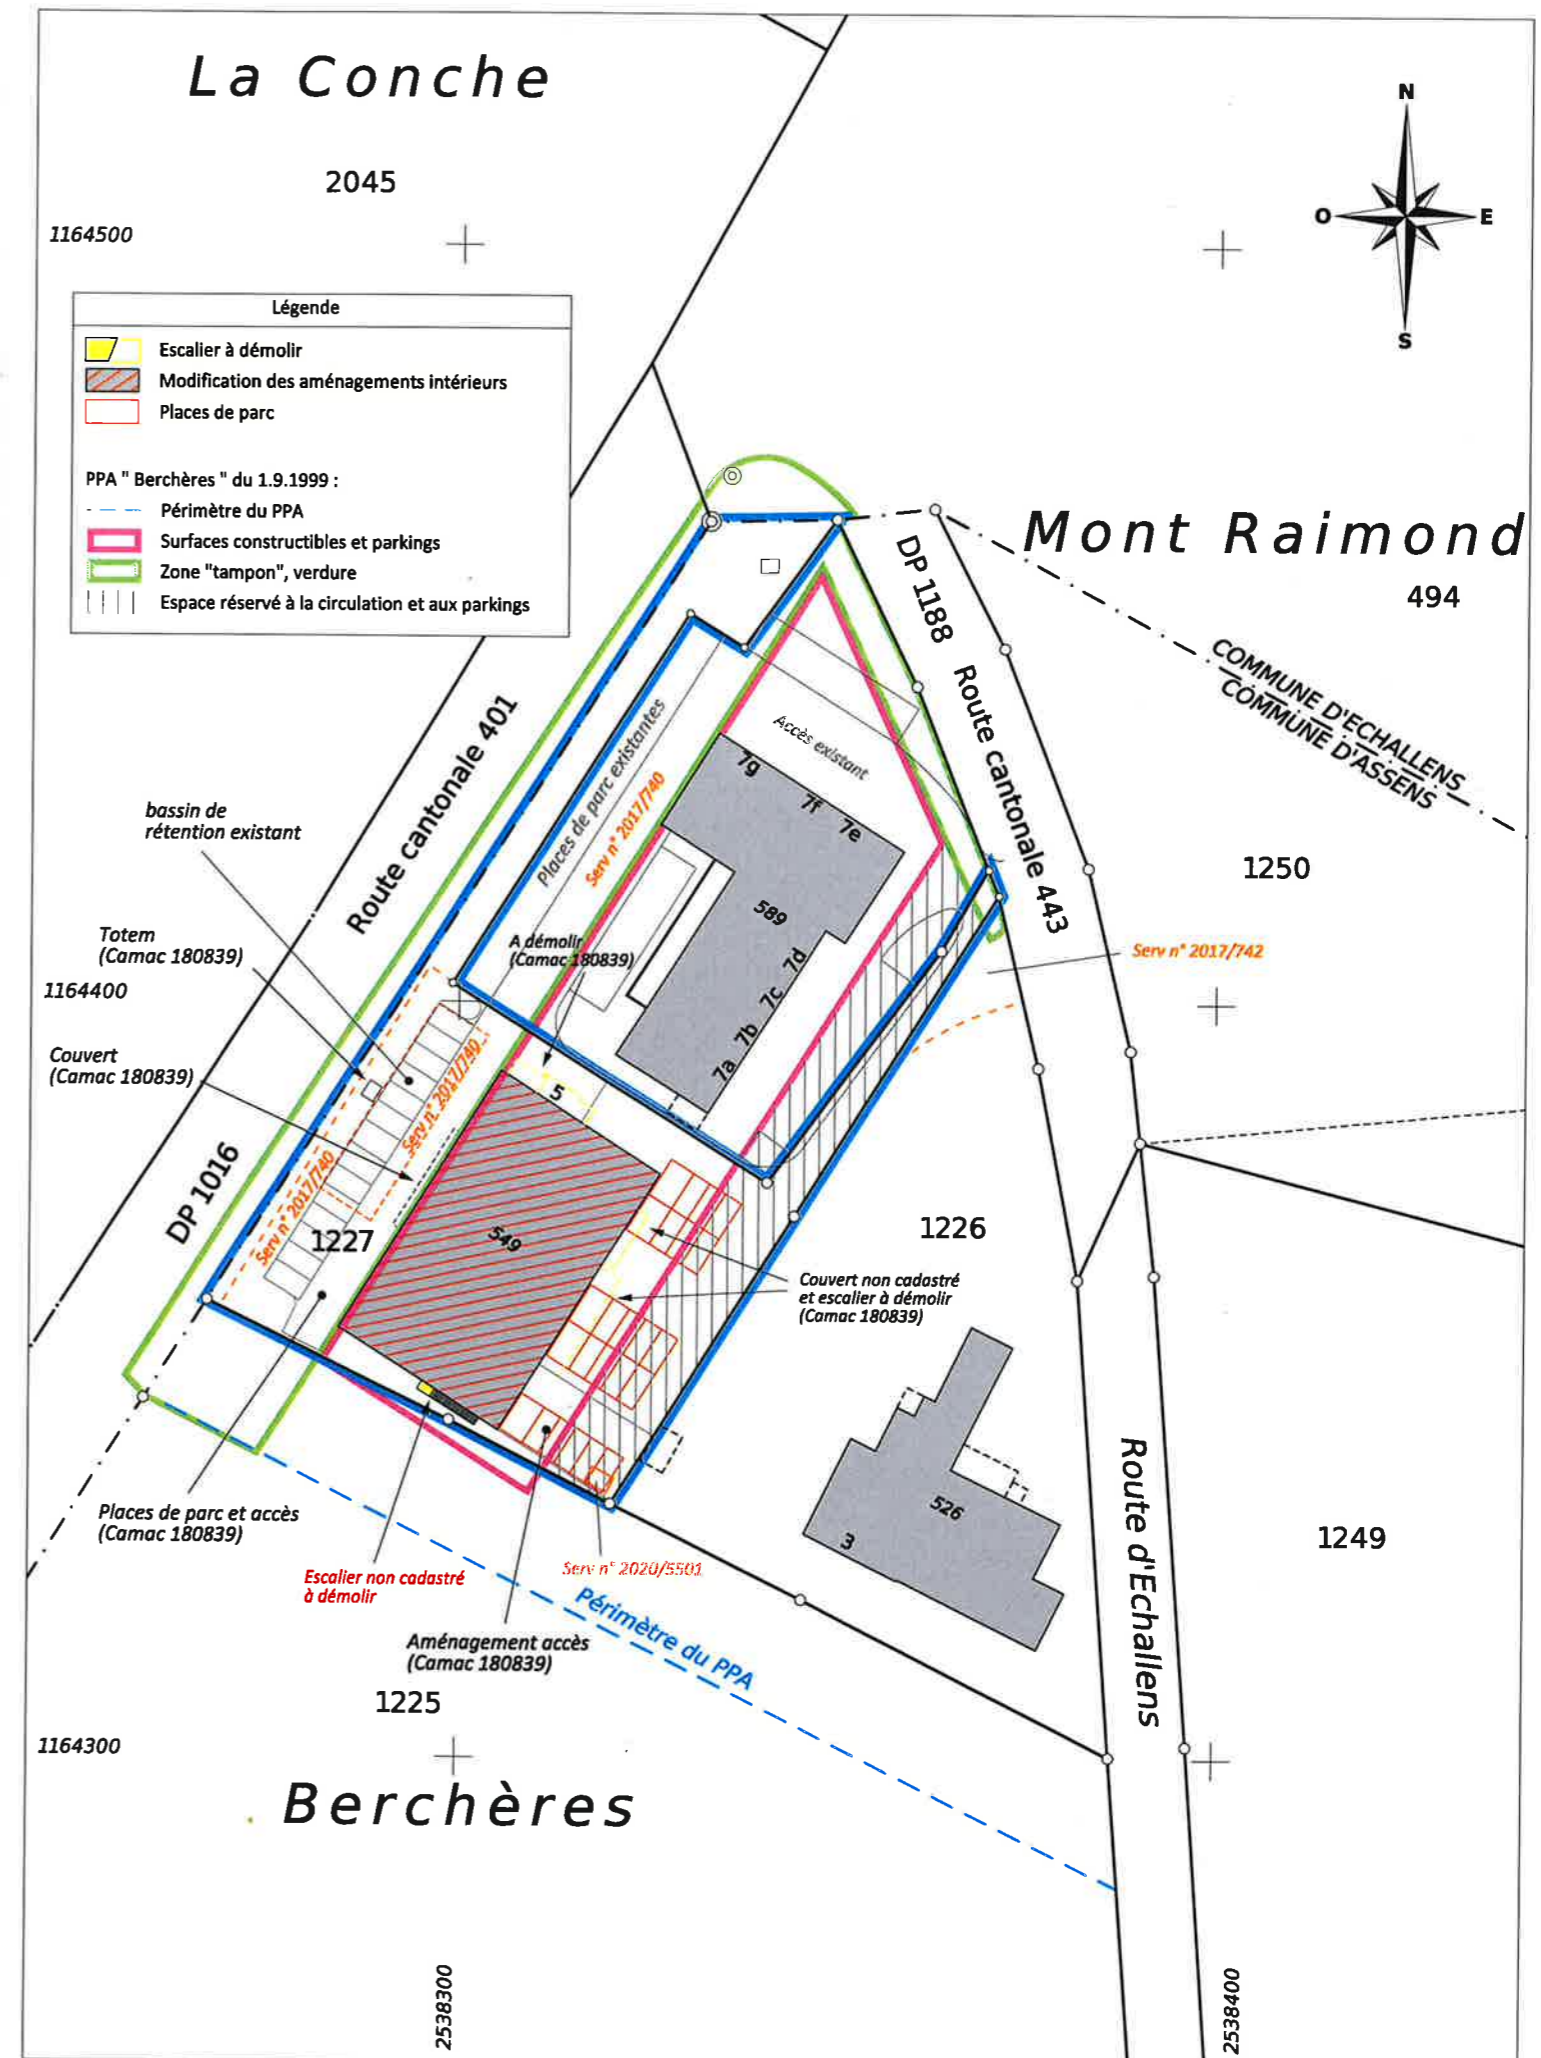 La Conche
2045
1164500
N
O
E
S
Légende
Escalier à démolir
Modification des aménagements intérieurs
Places de parc
PPA " Berchères " du 1.9.1999 :
Périmètre du PPA
Surfaces constructibles et parkings
Zone "tampon", verdure
Espace réservé à la circulation et aux parkings
Mont Raimond
494
DP 1188
Route cantonale 443
COMMUNE D'ECHALLENS
COMMUNE D'ASSENS
Route cantonale 401
Places de parc existantes
Serv n° 2017/740
Accès existant
7g
7f
7e
589
7d
7c
7b
7a
1250
bassin de
rétention existant
Totem
(Camac 180839)
A démolir
(Camac 180839)
Serv n° 2017/742
1164400
Couvert
(Camac 180839)
Serv n° 2017/740
5
DP 1016
Serv n° 2017/740
1227
549
1226
Couvert non cadastré
et escalier à démolir
(Camac 180839)
Places de parc et accès
(Camac 180839)
Escalier non cadastré
à démolir
Serv n° 2020/5501
Aménagement accès
(Camac 180839)
Périmètre du PPA
526
3
1249
Route d'Echallens
1225
1164300
Berchères
2538300
2538400